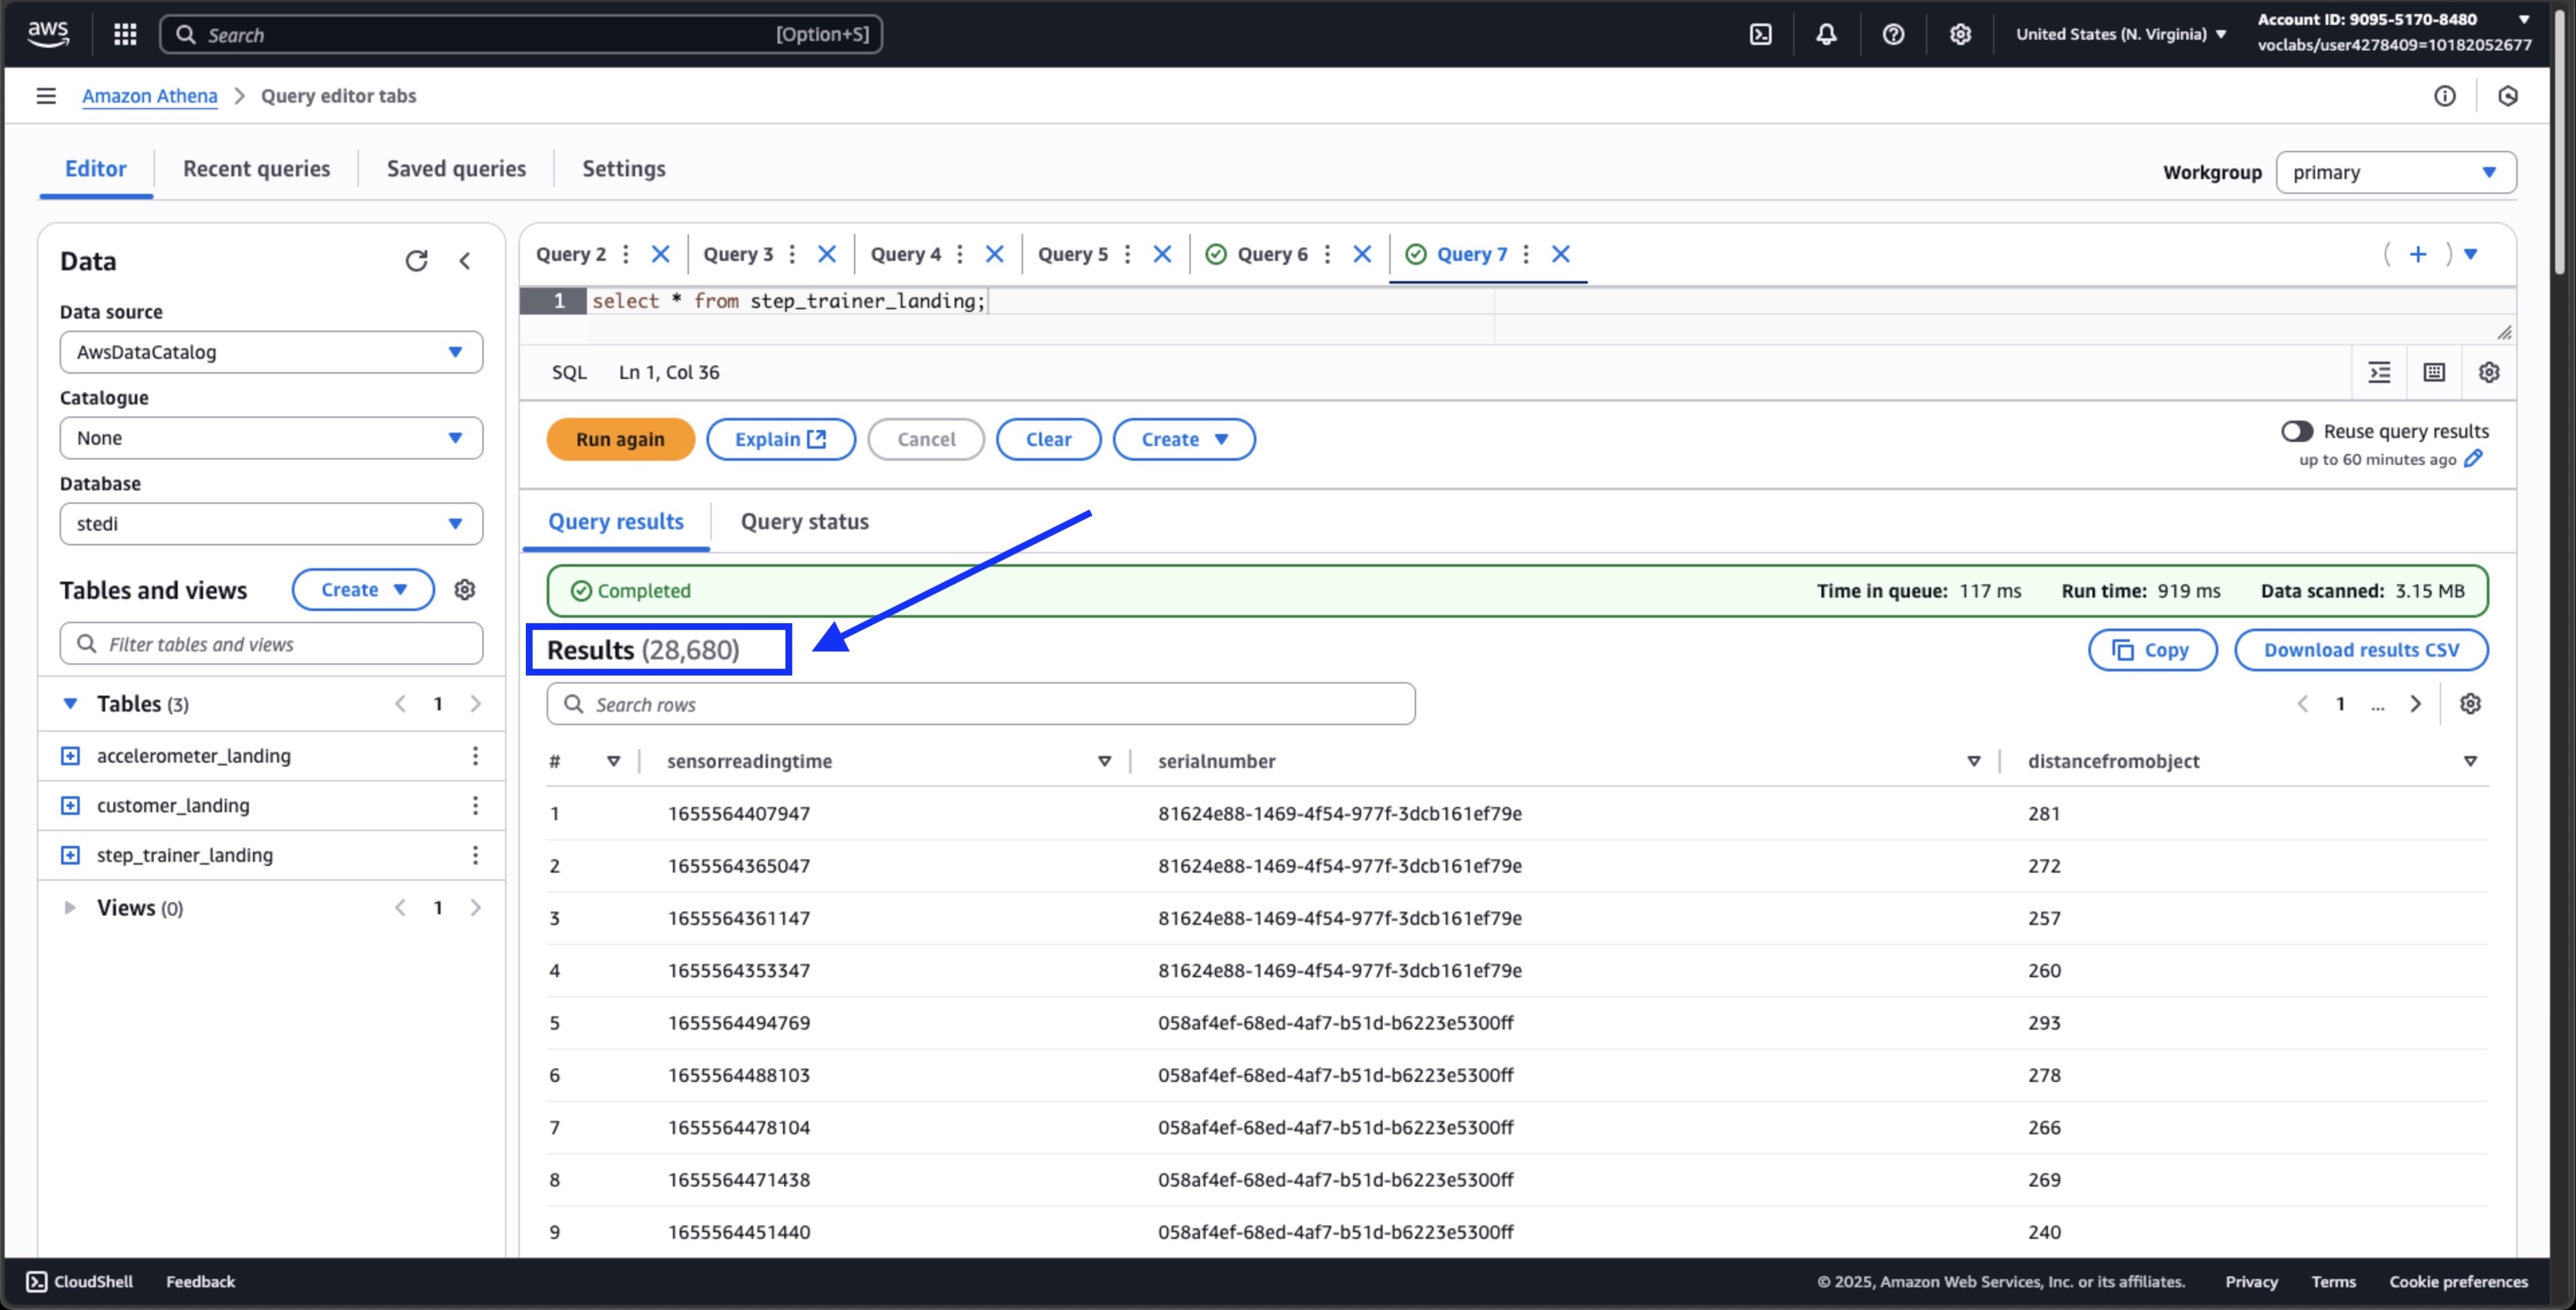 aws
Search
[Option+S]
United States (N. Virginia)
Account ID: 9095-5170-8480
voclabs/user4278409=10182052677
Amazon Athena
Query editor tabs
Editor
Recent queries
Saved queries
Settings
Workgroup
primary
Data
Data source
AwsDataCatalog
Catalogue
None
Database
stedi
Tables and views
Create
Filter tables and views
Tables (3)
1
accelerometer_landing
customer_landing
step_trainer_landing
Views (0)
1
Query 2
Query 3
Query 4
Query 5
Query 6
Query 7
1 select * from step_trainer_landing;
SQL
Ln 1, Col 36
Run again
Explain
Cancel
Clear
Create
Reuse query results
up to 60 minutes ago
Query results
Query status
Completed
Time in queue: 117 ms
Run time: 919 ms
Data scanned: 3.15 MB
Results (28,680)
Copy
Download results CSV
Search rows
1 ...
# sensorreadingtime serialnumber distancefromobject
1 1655564407947 81624e88-1469-4f54-977f-3dcb161ef79e 281
2 1655564365047 81624e88-1469-4f54-977f-3dcb161ef79e 272
3 1655564361147 81624e88-1469-4f54-977f-3dcb161ef79e 257
4 1655564353347 81624e88-1469-4f54-977f-3dcb161ef79e 260
5 1655564494769 058af4ef-68ed-4af7-b51d-b6223e5300ff 293
6 1655564488103 058af4ef-68ed-4af7-b51d-b6223e5300ff 278
7 1655564478104 058af4ef-68ed-4af7-b51d-b6223e5300ff 266
8 1655564471438 058af4ef-68ed-4af7-b51d-b6223e5300ff 269
9 1655564451440 058af4ef-68ed-4af7-b51d-b6223e5300ff 240
CloudShell
Feedback
© 2025, Amazon Web Services, Inc. or its affiliates.
Privacy
Terms
Cookie preferences